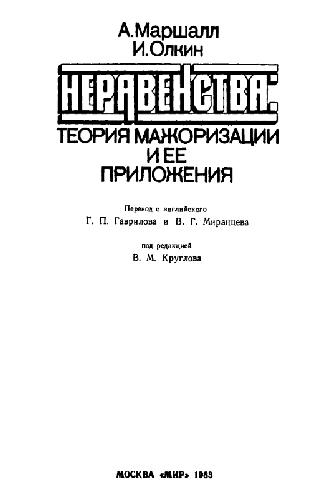 А. Маршалл
И. Олкин
НЕРАВЕНСТВА:
ТЕОРИЯ МАЖОРИЗАЦИИ
И ЕЕ
ПРИЛОЖЕНИЯ
Перевод с английского
Г. П. Гаврилова и В. Г. Миранцева
под редакцией
В. М. Круглова
МОСКВА «МИР» 1983